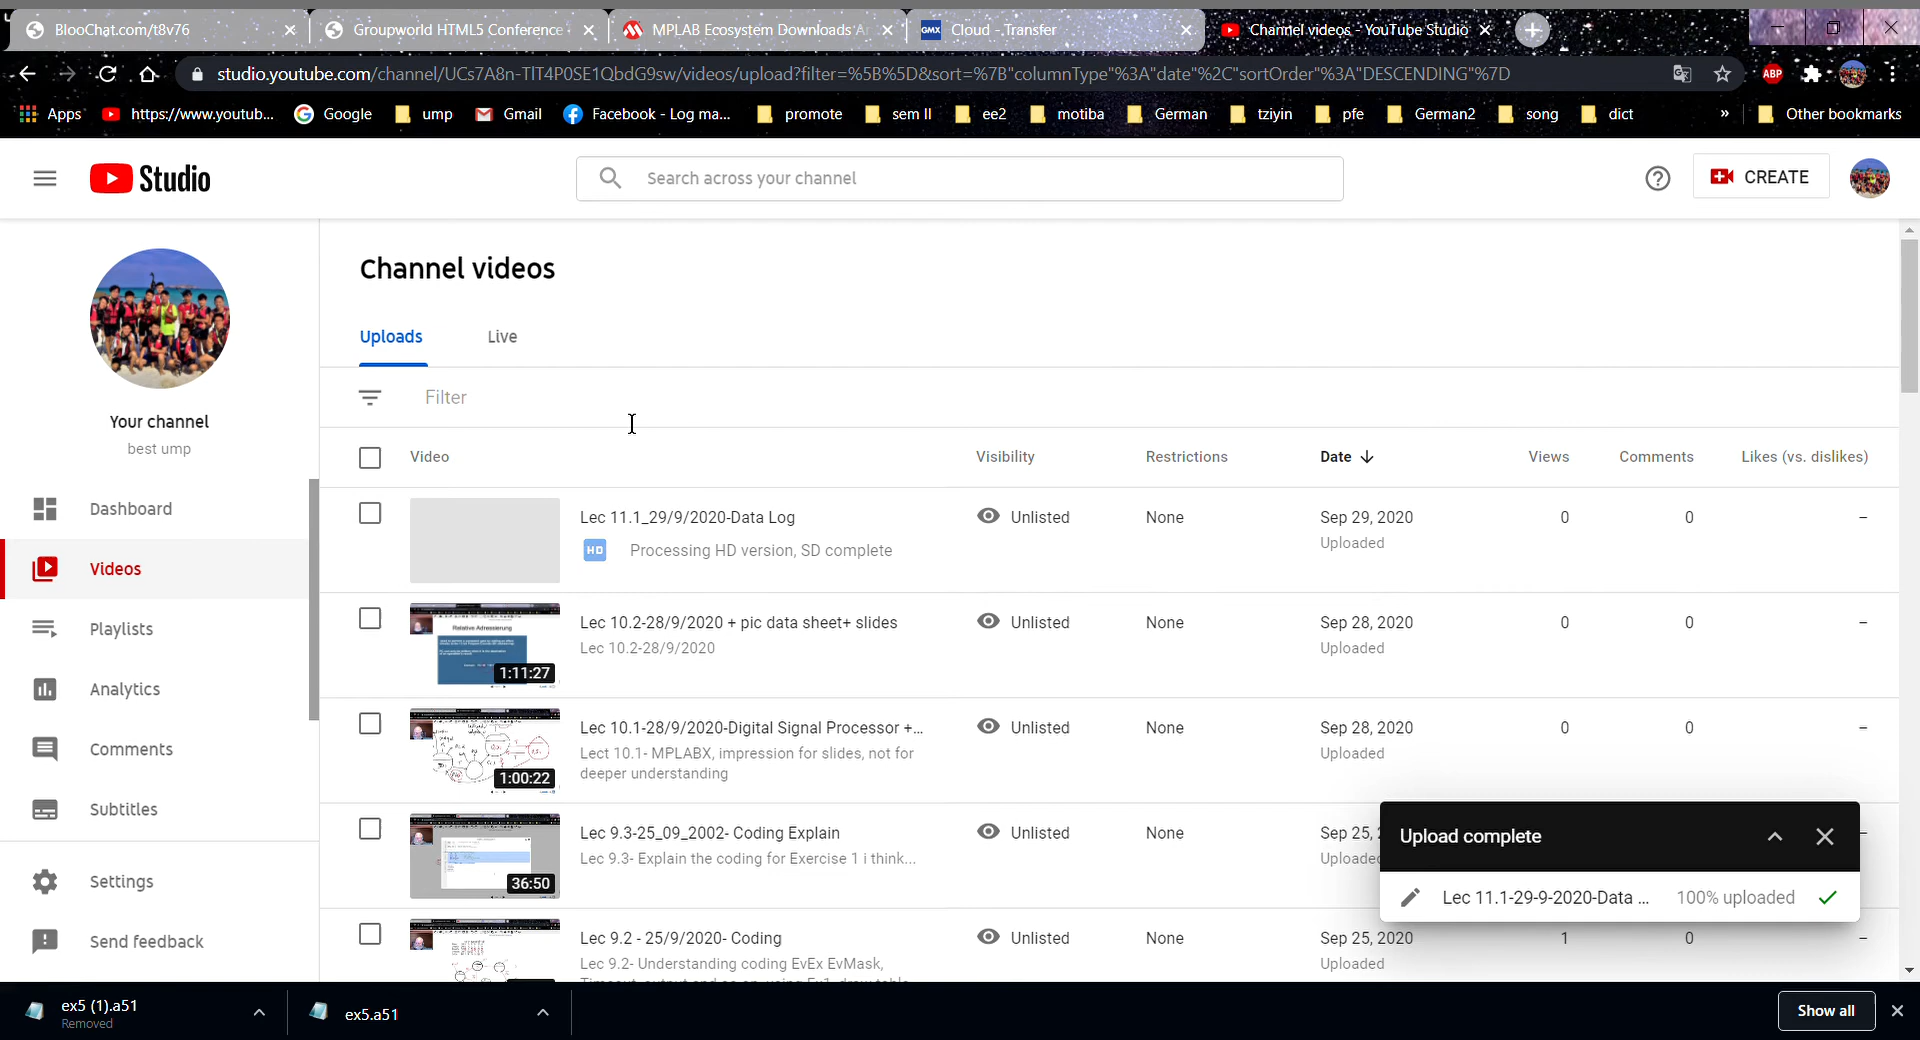 BlooChat.com/t8v76
Groupworld HTML5 Conference
MPLAB Ecosystem Downloads A
GMX Cloud - Transfer
Channel videos - YouTube Studio
studio.youtube.com/channel/UCs7A8n-TlT4P0SE1QbdG9sw/videos/upload?filter=%5B%5D&sort=%7B"columnType"%3A"date"%2C"sortOrder"%3A"DESCENDING"%7D
ABP
Apps https://www.youtub... Google ump Gmail Facebook - Log ma... promote sem II ee2 motiba German tziyin pfe German2 song dict » Other bookmarks
Studio
Search across your channel
CREATE
Your channel
best ump
Dashboard
Videos
Playlists
Analytics
Comments
Subtitles
Settings
Send feedback
Channel videos
Uploads Live
Filter
Video Visibility Restrictions Date Views Comments Likes (vs. dislikes)
Lec 11.1_29/9/2020-Data Log Unlisted None Sep 29, 2020 0 0 –
HD Processing HD version, SD complete Uploaded
Relative Adressierung
1:11:27
Lec 10.2-28/9/2020 + pic data sheet+ slides Unlisted None Sep 28, 2020 0 0 –
Lec 10.2-28/9/2020 Uploaded
1:00:22
Lec 10.1-28/9/2020-Digital Signal Processor +... Unlisted None Sep 28, 2020 0 0 –
Lect 10.1- MPLABX, impression for slides, not for Uploaded
deeper understanding
36:50
Lec 9.3-25_09_2002- Coding Explain Unlisted None Sep 25,
Lec 9.3- Explain the coding for Exercise 1 i think... Uploaded
Lec 9.2 - 25/9/2020- Coding Unlisted None Sep 25, 2020 1 0 –
Lec 9.2- Understanding coding EvEx EvMask, Uploaded
Upload complete
Lec 11.1-29-9-2020-Data ... 100% uploaded
ex5 (1).a51
Removed
ex5.a51
Show all